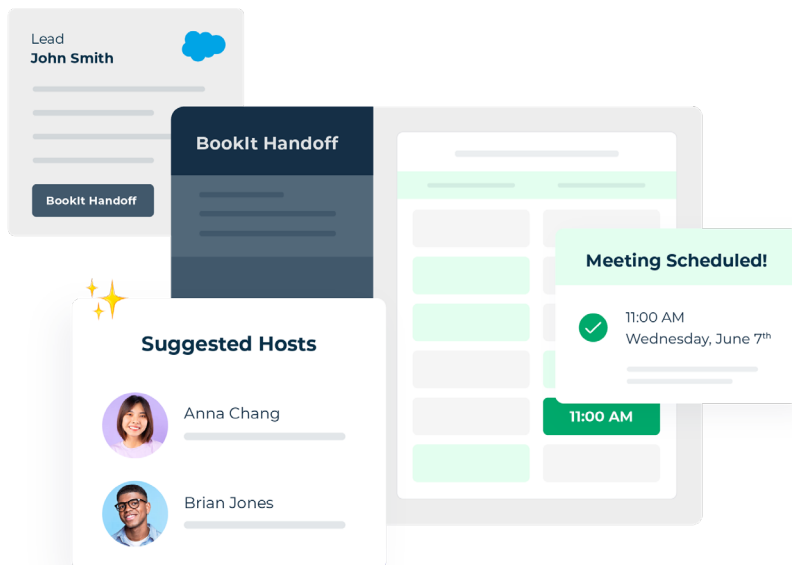 Lead
John Smith
BookIt Handoff
BookIt Handoff
Meeting Scheduled!
11:00 AM
Wednesday, June 7th
11:00 AM
Suggested Hosts
Anna Chang
Brian Jones